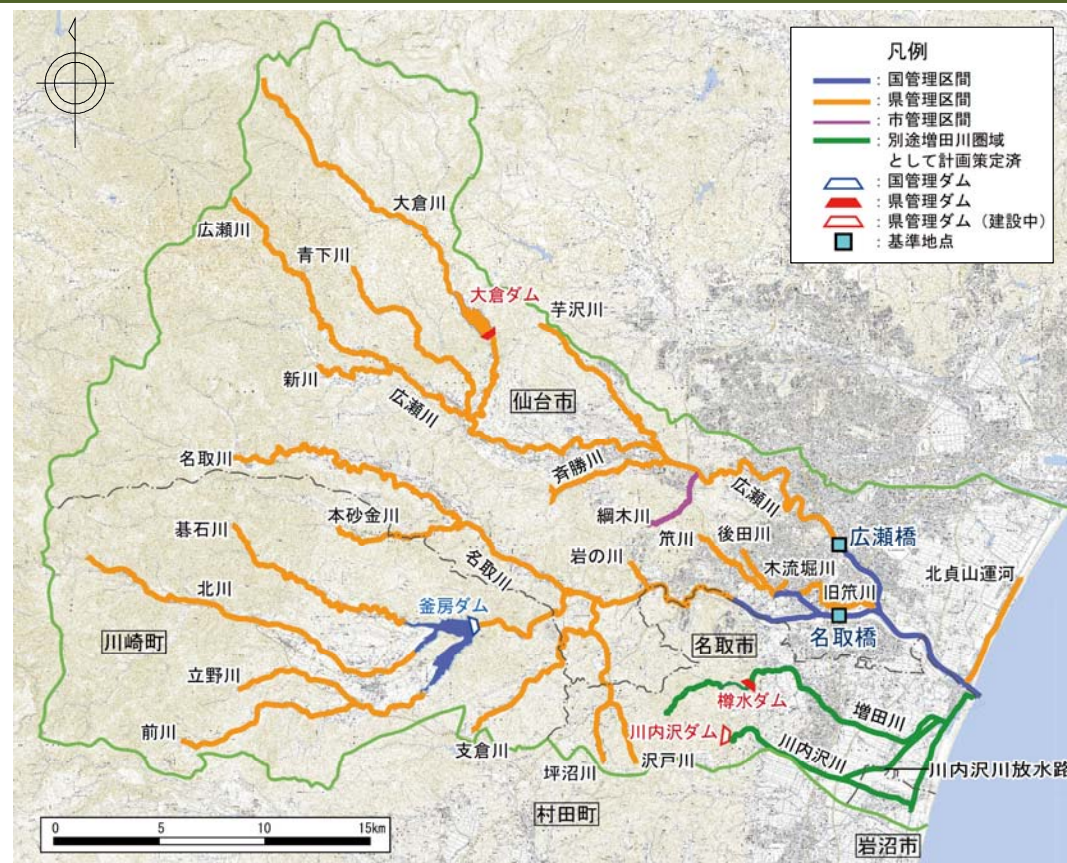 凡例
：国管理区間
：県管理区間
：市管理区間
：別途増田川圏域
として計画策定済
：国管理ダム
：県管理ダム
：県管理ダム（建設中）
：基準地点
大倉川
広瀬川
青下川
大倉ダム
芋沢川
新川
広瀬川
仙台市
名取川
斉勝川
広瀬川
綱木川
碁石川
本砂金川
岩の川
笊川
後田川
広瀬橋
木流堀川
北貞山運河
名取川
旧笊川
北川
釜房ダム
名取橋
川崎町
名取市
立野川
樽水ダム
増田川
前川
川内沢ダム
川内沢川
支倉川
坪沼川
沢戸川
川内沢川放水路
村田町
岩沼市
0 5 10 15km